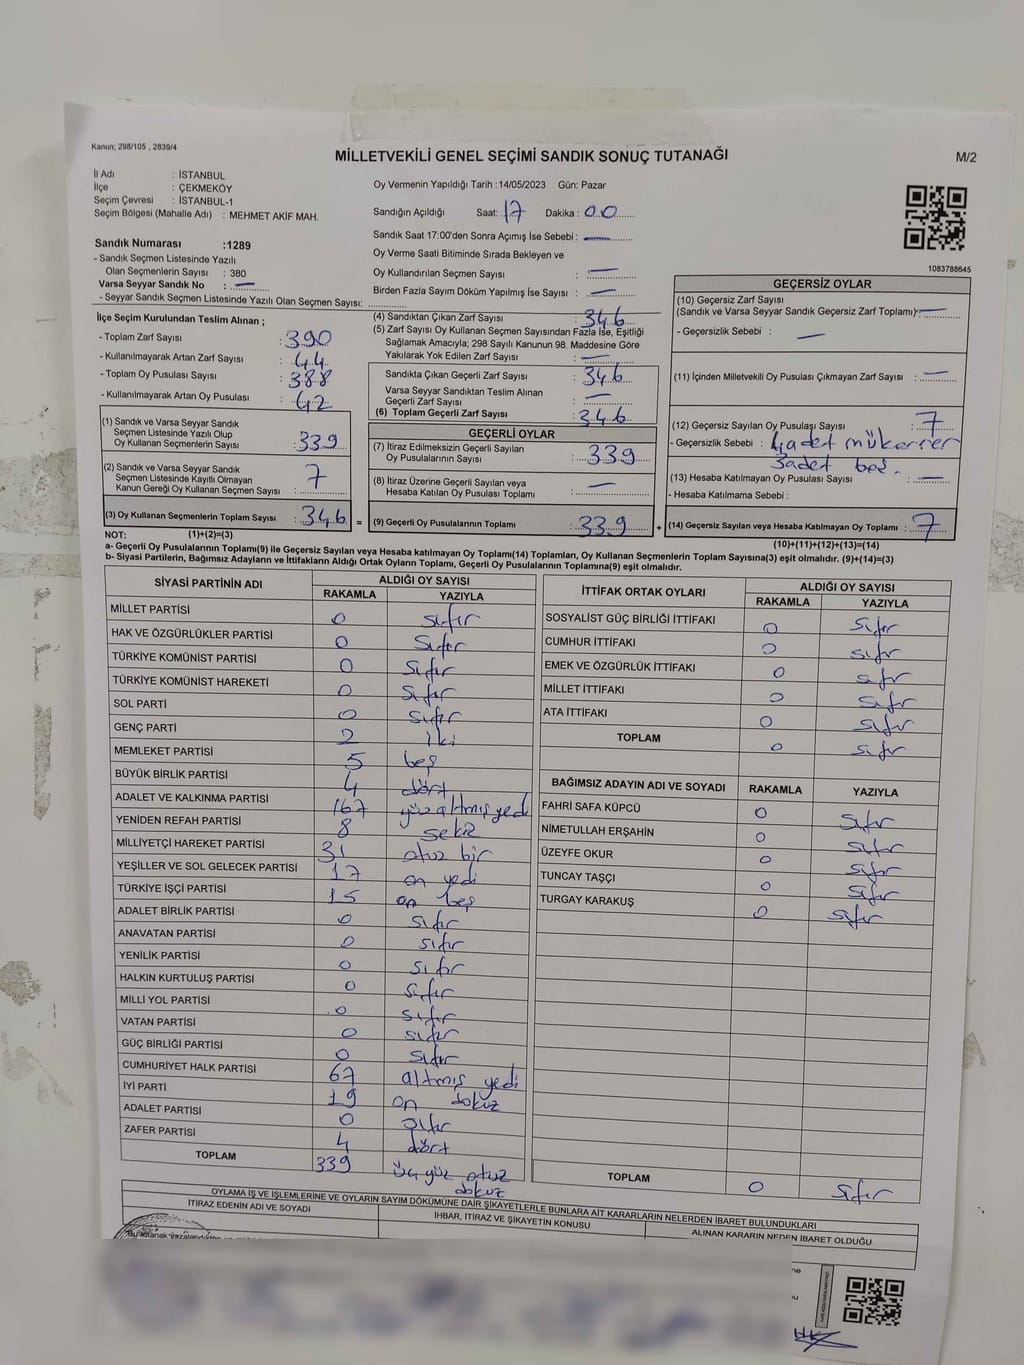 Kanun; 298/105 , 2839/4
MİLLETVEKİLİ GENEL SEÇİMİ SANDIK SONUÇ TUTANAĞI
M/2
İl Adı : İSTANBUL
İlçe : ÇEKMEKÖY
Seçim Çevresi : İSTANBUL-1
Seçim Bölgesi (Mahalle Adı) : MEHMET AKİF MAH.
Sandık Numarası :1289
- Sandık Seçmen Listesinde Yazılı
Olan Seçmenlerin Sayısı : 380
Varsa Seyyar Sandık No : —
- Seyyar Sandık Seçmen Listesinde Yazılı Olan Seçmen Sayısı:
Oy Vermenin Yapıldığı Tarih :14/05/2023 Gün: Pazar
Sandığın Açıldığı Saat: 17 Dakika : 00
Sandık Saat 17:00'den Sonra Açımış İse Sebebi : —
Oy Verme Saati Bitiminde Sırada Bekleyen ve
Oy Kullandırılan Seçmen Sayısı : —
Birden Fazla Sayım Döküm Yapılmış İse Sayısı : —
1083788645
İlçe Seçim Kurulundan Teslim Alınan ;
- Toplam Zarf Sayısı : 390
- Kullanılmayarak Artan Zarf Sayısı : 44
- Toplam Oy Pusulası Sayısı : 388
- Kullanılmayarak Artan Oy Pusulası : 42
(4) Sandıktan Çıkan Zarf Sayısı : 346
(5) Zarf Sayısı Oy Kullanan Seçmen Sayısından Fazla İse, Eşitliği
Sağlamak Amacıyla; 298 Sayılı Kanunun 98. Maddesine Göre
Yakılarak Yok Edilen Zarf Sayısı : —
Sandıkta Çıkan Geçerli Zarf Sayısı : 346
Varsa Seyyar Sandıktan Teslim Alınan
Geçerli Zarf Sayısı : —
(6) Toplam Geçerli Zarf Sayısı : 346
GEÇERSİZ OYLAR
(10) Geçersiz Zarf Sayısı
(Sandık ve Varsa Seyyar Sandık Geçersiz Zarf Toplamı): —
- Geçersizlik Sebebi : —
(11) İçinden Milletvekili Oy Pusulası Çıkmayan Zarf Sayısı : —
(12) Geçersiz Sayılan Oy Pusulası Sayısı : 7
- Geçersizlik Sebebi : 4 adet mükerrer
3 adet boş.
(13) Hesaba Katılmayan Oy Pusulası Sayısı : —
- Hesaba Katılmama Sebebi :
(1) Sandık ve Varsa Seyyar Sandık
Seçmen Listesinde Yazılı Olup
Oy Kullanan Seçmenlerin Sayısı : 339
(2) Sandık ve Varsa Seyyar Sandık
Seçmen Listesinde Kayıtlı Olmayan
Kanun Gereği Oy Kullanan Seçmen Sayısı : 7
(3) Oy Kullanan Seçmenlerin Toplam Sayısı : 346 =
GEÇERLİ OYLAR
(7) İtiraz Edilmeksizin Geçerli Sayılan
Oy Pusulalarının Sayısı : 339
(8) İtiraz Üzerine Geçerli Sayılan veya
Hesaba Katılan Oy Pusulası Toplamı : —
(9) Geçerli Oy Pusulalarının Toplamı : 339 +
(14) Geçersiz Sayılan veya Hesaba Katılmayan Oy Toplamı : 7
NOT: (1)+(2)=(3)
(10)+(11)+(12)+(13)=(14)
a- Geçerli Oy Pusulalarının Toplamı(9) ile Geçersiz Sayılan veya Hesaba katılmayan Oy Toplamı(14) Toplamları, Oy Kullanan Seçmenlerin Toplam Sayısına(3) eşit olmalıdır. (9)+(14)=(3)
b- Siyasi Partilerin, Bağımsız Adayların ve İttifakların Aldığı Ortak Oyların Toplamı, Geçerli Oy Pusulalarının Toplamına(9) eşit olmalıdır.
SİYASİ PARTİNİN ADI ALDIĞI OY SAYISI
RAKAMLA YAZIYLA
MİLLET PARTİSİ 0 sıfır
HAK VE ÖZGÜRLÜKLER PARTİSİ 0 sıfır
TÜRKİYE KOMÜNİST PARTİSİ 0 sıfır
TÜRKİYE KOMÜNİST HAREKETİ 0 sıfır
SOL PARTİ 0 sıfır
GENÇ PARTİ 2 iki
MEMLEKET PARTİSİ 5 beş
BÜYÜK BİRLİK PARTİSİ 4 dört
ADALET VE KALKINMA PARTİSİ 167 yüz altmış yedi
YENİDEN REFAH PARTİSİ 8 sekiz
MİLLİYETÇİ HAREKET PARTİSİ 31 otuz bir
YEŞİLLER VE SOL GELECEK PARTİSİ 17 on yedi
TÜRKİYE İŞÇİ PARTİSİ 15 on beş
ADALET BİRLİK PARTİSİ 0 sıfır
ANAVATAN PARTİSİ 0 sıfır
YENİLİK PARTİSİ 0 sıfır
HALKIN KURTULUŞ PARTİSİ 0 sıfır
MİLLİ YOL PARTİSİ 0 sıfır
VATAN PARTİSİ 0 sıfır
GÜÇ BİRLİĞİ PARTİSİ 0 sıfır
CUMHURİYET HALK PARTİSİ 67 altmış yedi
İYİ PARTİ 19 on dokuz
ADALET PARTİSİ 0 sıfır
ZAFER PARTİSİ 4 dört
TOPLAM 339 üç yüz otuz
dokuz
İTTİFAK ORTAK OYLARI ALDIĞI OY SAYISI
RAKAMLA YAZIYLA
SOSYALİST GÜÇ BİRLİĞİ İTTİFAKI 0 sıfır
CUMHUR İTTİFAKI 0 sıfır
EMEK VE ÖZGÜRLÜK İTTİFAKI 0 sıfır
MİLLET İTTİFAKI 0 sıfır
ATA İTTİFAKI 0 sıfır
TOPLAM 0 sıfır
BAĞIMSIZ ADAYIN ADI VE SOYADI RAKAMLA YAZIYLA
FAHRİ SAFA KÜPCÜ 0 sıfır
NİMETULLAH ERŞAHİN 0 sıfır
ÜZEYFE OKUR 0 sıfır
TUNCAY TAŞÇI 0 sıfır
TURGAY KARAKUŞ 0 sıfır
TOPLAM 0 sıfır
OYLAMA İŞ VE İŞLEMLERİNE VE OYLARIN SAYIM DÖKÜMÜNE DAİR ŞİKAYETLERLE BUNLARA AİT KARARLARIN NELERDEN İBARET BULUNDUKLARI
İTİRAZ EDENİN ADI VE SOYADI İHBAR, İTİRAZ VE ŞİKAYETİN KONUSU ALINAN KARARIN NEDEN İBARET OLDUĞU